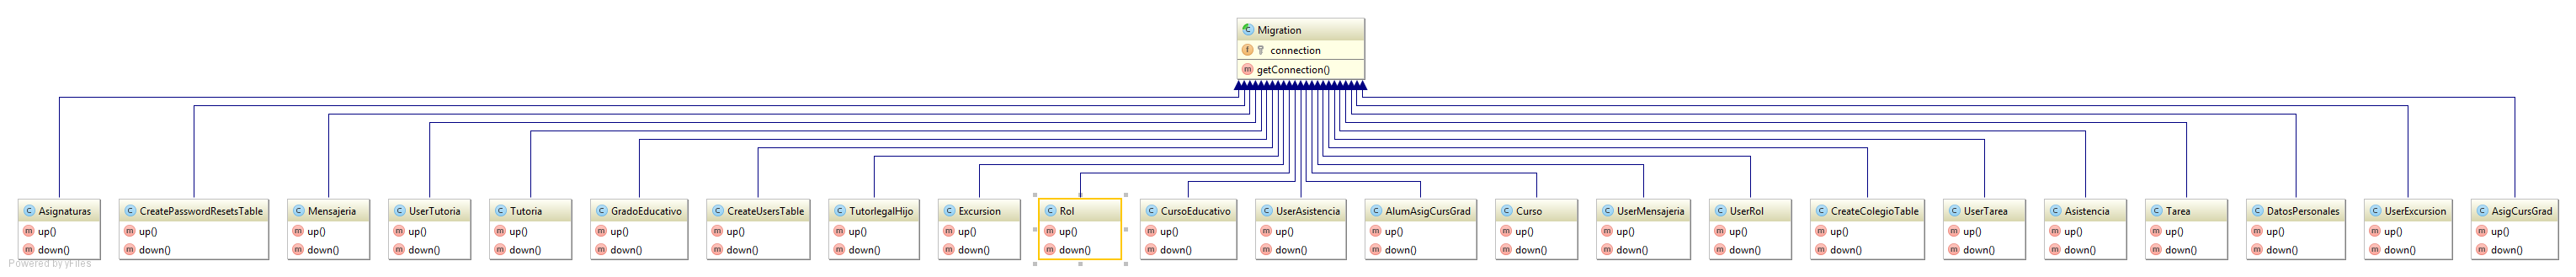 Migration
connection
getConnection()
Asignaturas
up()
down()
CreatePasswordResetsTable
up()
down()
Mensajeria
up()
down()
UserTutoria
up()
down()
Tutoria
up()
down()
GradoEducativo
up()
down()
CreateUsersTable
up()
down()
TutorlegalHijo
up()
down()
Excursion
up()
down()
Rol
up()
down()
CursoEducativo
up()
down()
UserAsistencia
up()
down()
AlumAsigCursGrad
up()
down()
Curso
up()
down()
UserMensajeria
up()
down()
UserRol
up()
down()
CreateColegioTable
up()
down()
UserTarea
up()
down()
Asistencia
up()
down()
Tarea
up()
down()
DatosPersonales
up()
down()
UserExcursion
up()
down()
AsigCursGrad
up()
down()
Powered by yFiles